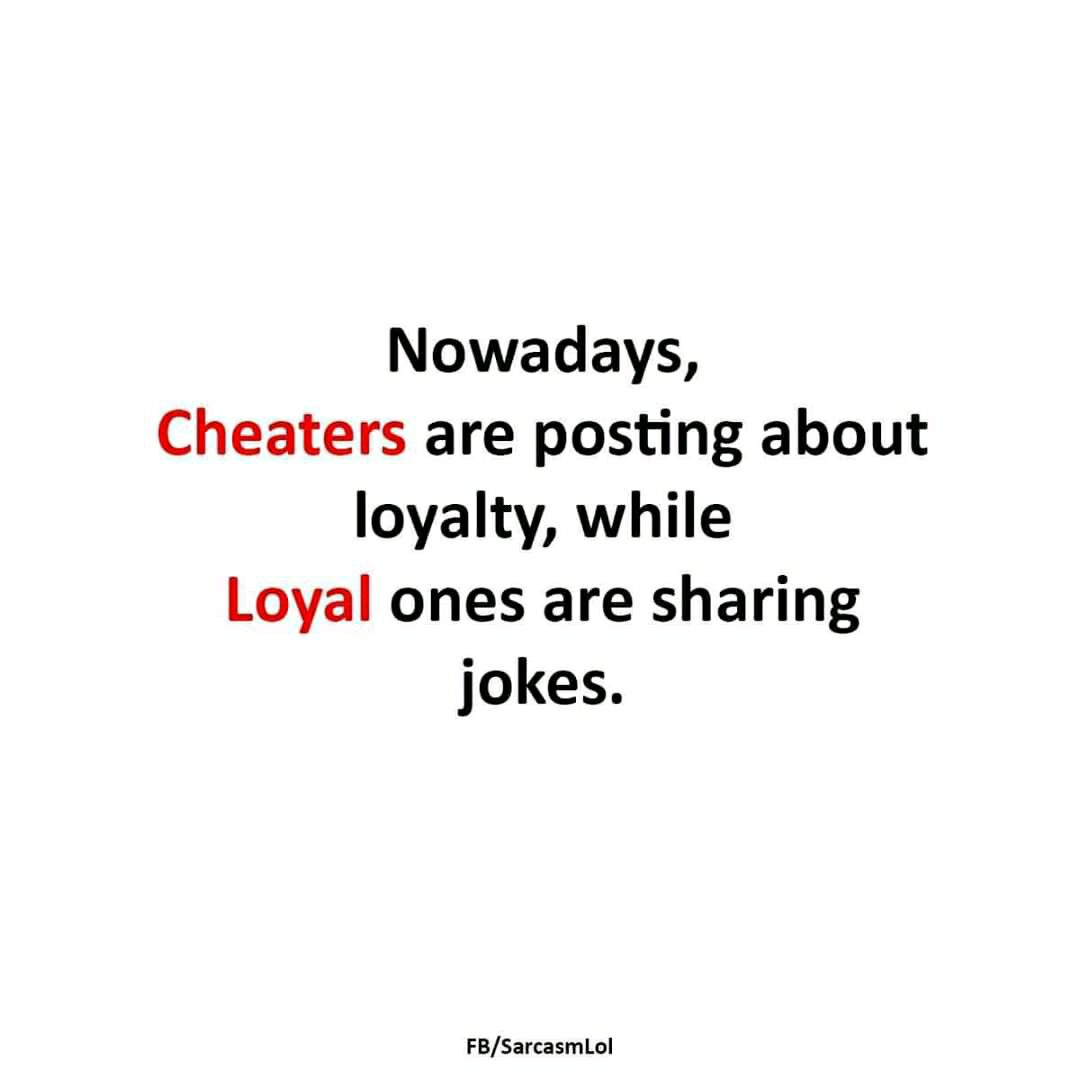 Nowadays,
Cheaters are posting about
loyalty, while
Loyal ones are sharing
jokes.
FB/SarcasmLol